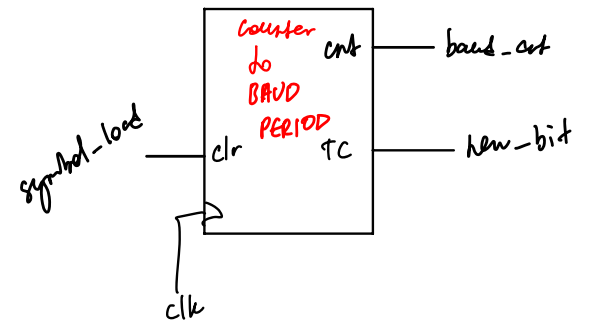 counter
to
BAUD
PERIOD
cnt
baud_cnt
symbol_load
clr
TC
new_bit
clk